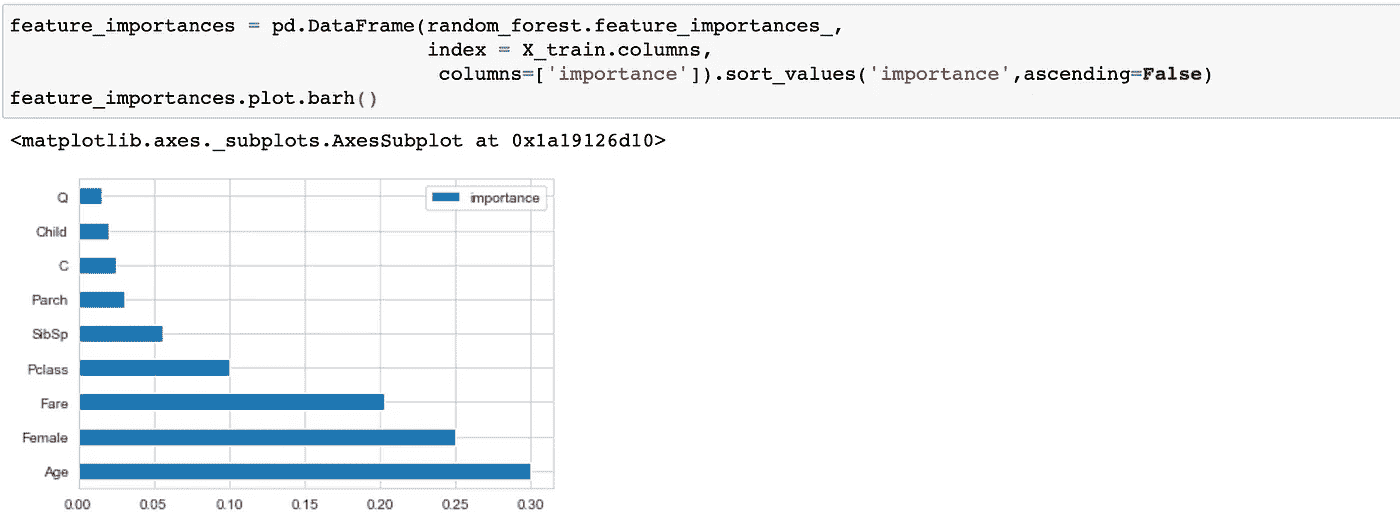 feature_importances = pd.DataFrame(random_forest.feature_importances_,
index = X_train.columns,
columns=['importance']).sort_values('importance',ascending=False)
feature_importances.plot.barh()
<matplotlib.axes._subplots.AxesSubplot at 0x1a19126d10>
importance
Q
Child
C
Parch
SibSp
Pclass
Fare
Female
Age
0.00 0.05 0.10 0.15 0.20 0.25 0.30